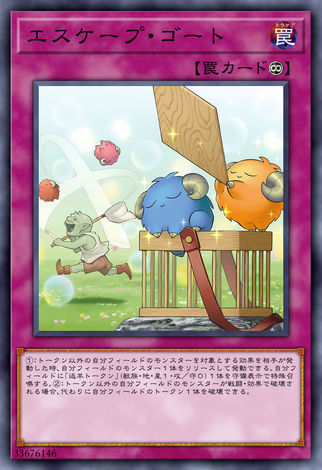 エスケープ・ゴート
トラップ
罠
【罠カード】
①：トークン以外の自分フィールドのモンスターを対象とする効果を相手が発
動した時、自分フィールドのモンスター１体をリリースして発動できる。自分フィー
ルドに「逃羊トークン」（獣族・地・星１・攻／守０）１体を守備表示で特殊召
喚する。②：トークン以外の自分フィールドのモンスターが戦闘・効果で破壊さ
れる場合、代わりに自分フィールドのトークン１体を破壊できる。
33676146